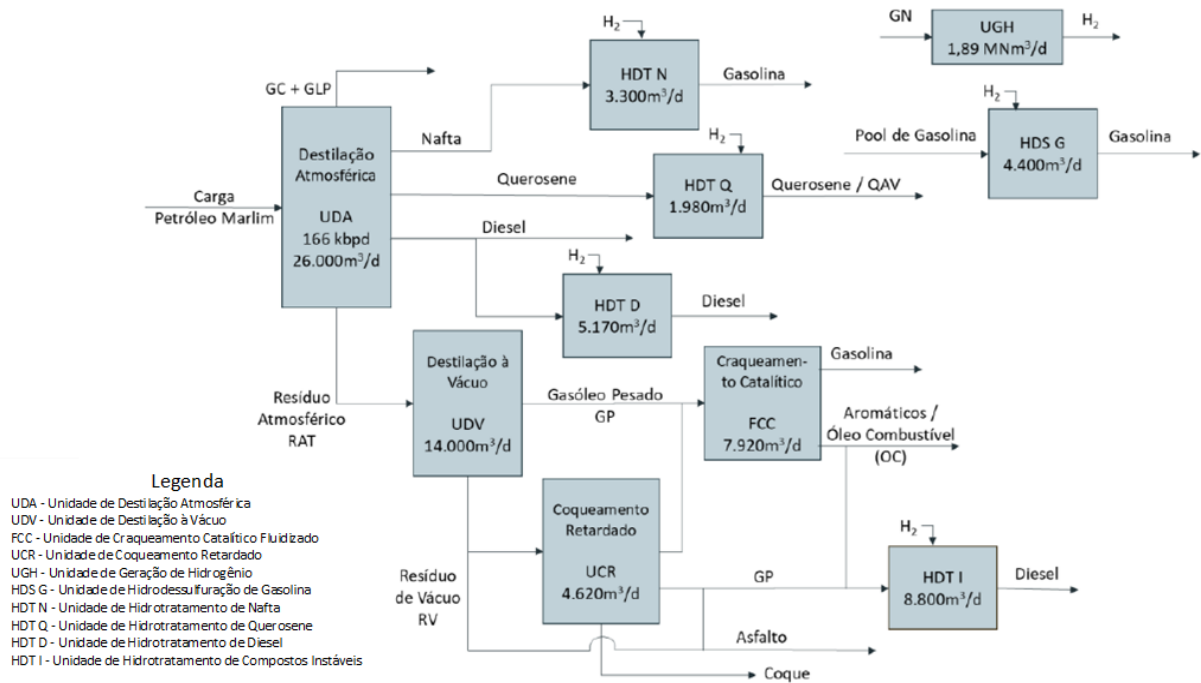 H₂
HDT N
3.300m³/d
Gasolina
GN
UGH
1,89 MNm³/d
H₂
GC + GLP
Nafta
H₂
HDT Q
1.980m³/d
Querosene
Querosene / QAV
Pool de Gasolina
H₂
HDS G
4.400m³/d
Gasolina
Carga
Petróleo Marlim
Destilação
Atmosférica
UDA
166 kbpd
26.000m³/d
Diesel
H₂
HDT D
5.170m³/d
Diesel
Resíduo
Atmosférico
RAT
Destilação à
Vácuo
UDV
14.000m³/d
Gasóleo Pesado
GP
Craqueamen-
to Catalítico
FCC
7.920m³/d
Gasolina
Aromáticos /
Óleo Combustível
(OC)
Coqueamento
Retardado
UCR
4.620m³/d
Resíduo
de Vácuo
RV
GP
H₂
HDT I
8.800m³/d
Diesel
Asfalto
Coque
Legenda
UDA - Unidade de Destilação Atmosférica
UDV - Unidade de Destilação à Vácuo
FCC - Unidade de Craqueamento Catalítico Fluidizado
UCR - Unidade de Coqueamento Retardado
UGH - Unidade de Geração de Hidrogênio
HDS G - Unidade de Hidrodessulfuração de Gasolina
HDT N - Unidade de Hidrotratamento de Nafta
HDT Q - Unidade de Hidrotratamento de Querosene
HDT D - Unidade de Hidrotratamento de Diesel
HDT I - Unidade de Hidrotratamento de Compostos Instáveis